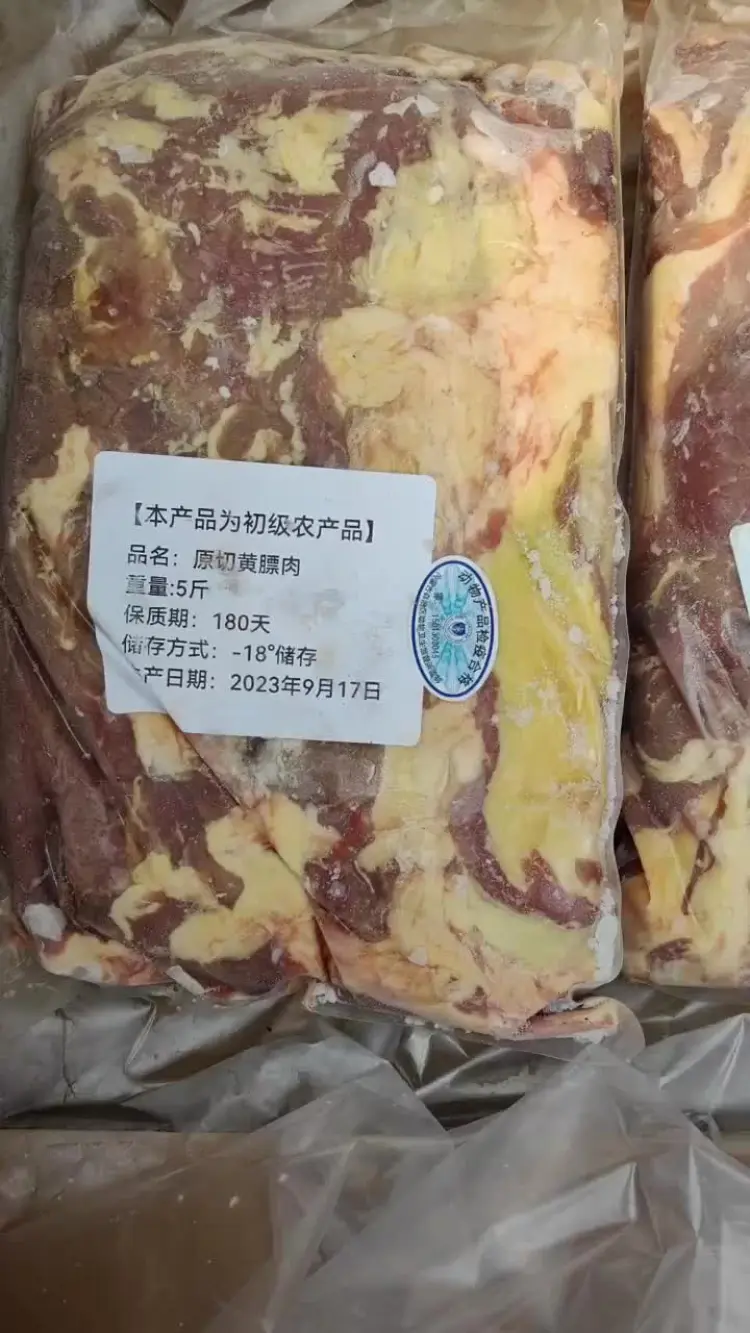 【本产品为初级农产品】
品名：原切黄膘肉
重量:5斤
保质期：180天
储存方式：-18°储存
产日期：2023年9月17日
动物产品检疫合格